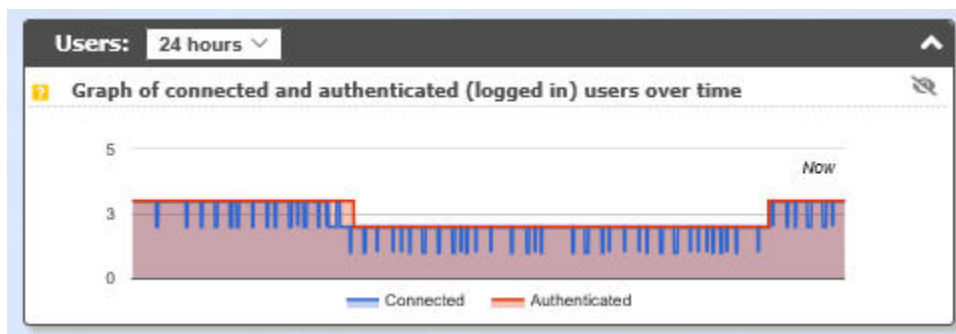 Users: 24 hours
? Graph of connected and authenticated (logged in) users over time
5
Now
3
0
Connected Authenticated